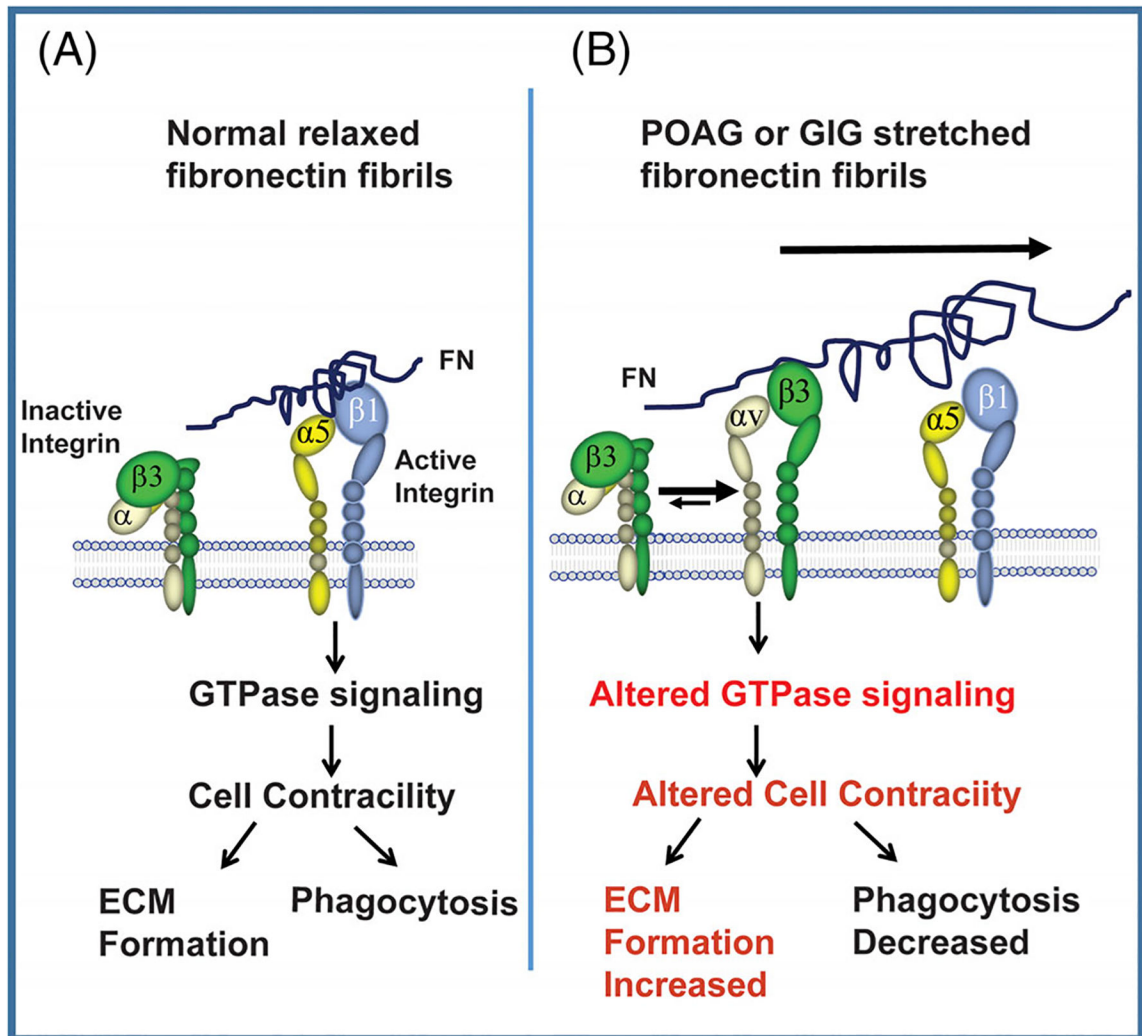 (A)
Normal relaxed
fibronectin fibrils
FN
Inactive
Integrin
β1
α5
β3
Active
Integrin
α
GTPase signaling
Cell Contracility
ECM
Formation
Phagocytosis
(B)
POAG or GIG stretched
fibronectin fibrils
FN
β3
αv
β1
α5
β3
α
Altered GTPase signaling
Altered Cell Contraciity
ECM
Formation
Increased
Phagocytosis
Decreased